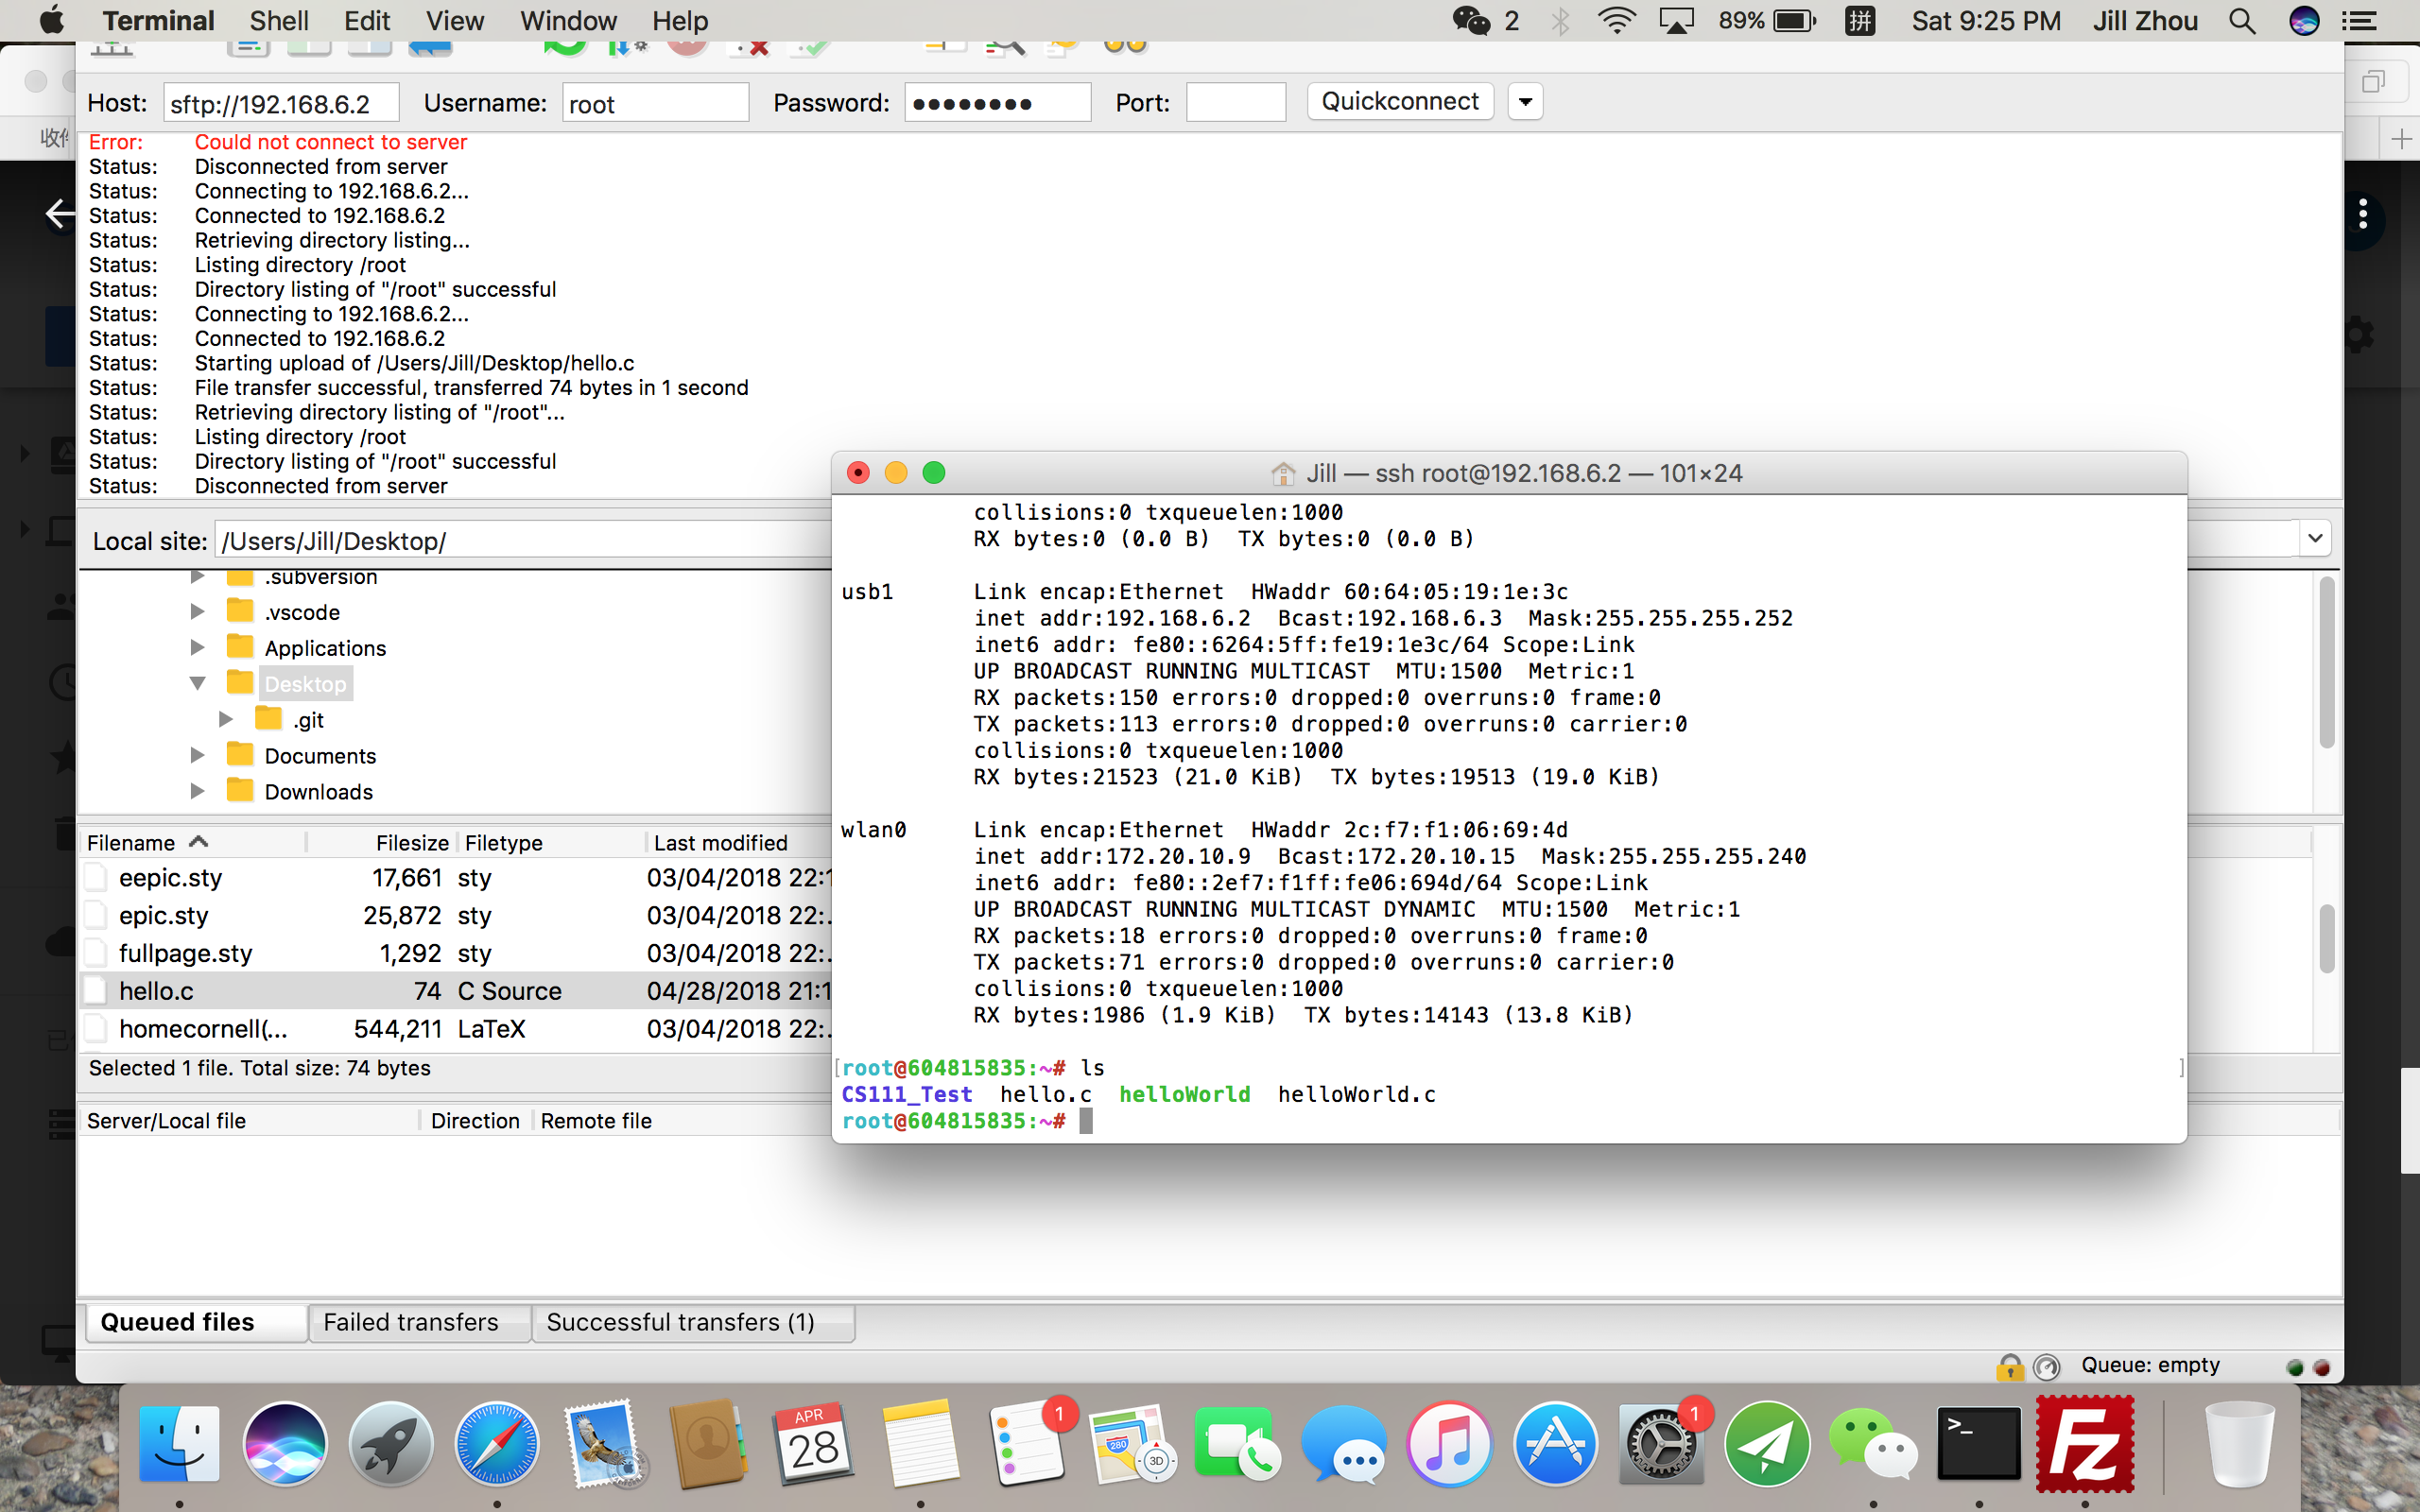 Terminal Shell Edit View Window Help 2 89% 拼 Sat 9:25 PM Jill Zhou
Host: sftp://192.168.6.2 Username: root Password: ●●●●●●●● Port: Quickconnect
Error: Could not connect to server
Status: Disconnected from server
Status: Connecting to 192.168.6.2...
Status: Connected to 192.168.6.2
Status: Retrieving directory listing...
Status: Listing directory /root
Status: Directory listing of "/root" successful
Status: Connecting to 192.168.6.2...
Status: Connected to 192.168.6.2
Status: Starting upload of /Users/Jill/Desktop/hello.c
Status: File transfer successful, transferred 74 bytes in 1 second
Status: Retrieving directory listing of "/root"...
Status: Listing directory /root
Status: Directory listing of "/root" successful
Status: Disconnected from server
Local site: /Users/Jill/Desktop/
.subversion
.vscode
Applications
Desktop
.git
Documents
Downloads
Filename Filesize Filetype Last modified
eepic.sty 17,661 sty 03/04/2018 22:1
epic.sty 25,872 sty 03/04/2018 22:.
fullpage.sty 1,292 sty 03/04/2018 22:.
hello.c 74 C Source 04/28/2018 21:1
homecornell(... 544,211 LaTeX 03/04/2018 22:.
Selected 1 file. Total size: 74 bytes
Server/Local file Direction Remote file
Queued files Failed transfers Successful transfers (1)
Queue: empty
Jill — ssh root@192.168.6.2 — 101×24
collisions:0 txqueuelen:1000
RX bytes:0 (0.0 B) TX bytes:0 (0.0 B)
usb1 Link encap:Ethernet HWaddr 60:64:05:19:1e:3c
inet addr:192.168.6.2 Bcast:192.168.6.3 Mask:255.255.255.252
inet6 addr: fe80::6264:5ff:fe19:1e3c/64 Scope:Link
UP BROADCAST RUNNING MULTICAST MTU:1500 Metric:1
RX packets:150 errors:0 dropped:0 overruns:0 frame:0
TX packets:113 errors:0 dropped:0 overruns:0 carrier:0
collisions:0 txqueuelen:1000
RX bytes:21523 (21.0 KiB) TX bytes:19513 (19.0 KiB)
wlan0 Link encap:Ethernet HWaddr 2c:f7:f1:06:69:4d
inet addr:172.20.10.9 Bcast:172.20.10.15 Mask:255.255.255.240
inet6 addr: fe80::2ef7:f1ff:fe06:694d/64 Scope:Link
UP BROADCAST RUNNING MULTICAST DYNAMIC MTU:1500 Metric:1
RX packets:18 errors:0 dropped:0 overruns:0 frame:0
TX packets:71 errors:0 dropped:0 overruns:0 carrier:0
collisions:0 txqueuelen:1000
RX bytes:1986 (1.9 KiB) TX bytes:14143 (13.8 KiB)
[root@604815835:~# ls ]
CS111_Test hello.c helloWorld helloWorld.c
root@604815835:~#
APR
28
1
280
3D
1
>_
Fz